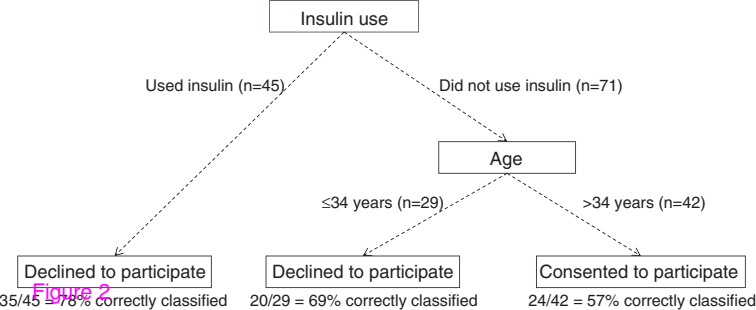 Insulin use
Used insulin (n=45)
Did not use insulin (n=71)
Age
≤34 years (n=29)
>34 years (n=42)
Declined to participate
Declined to participate
Consented to participate
Figure 2
35/45 = 78% correctly classified
20/29 = 69% correctly classified
24/42 = 57% correctly classified